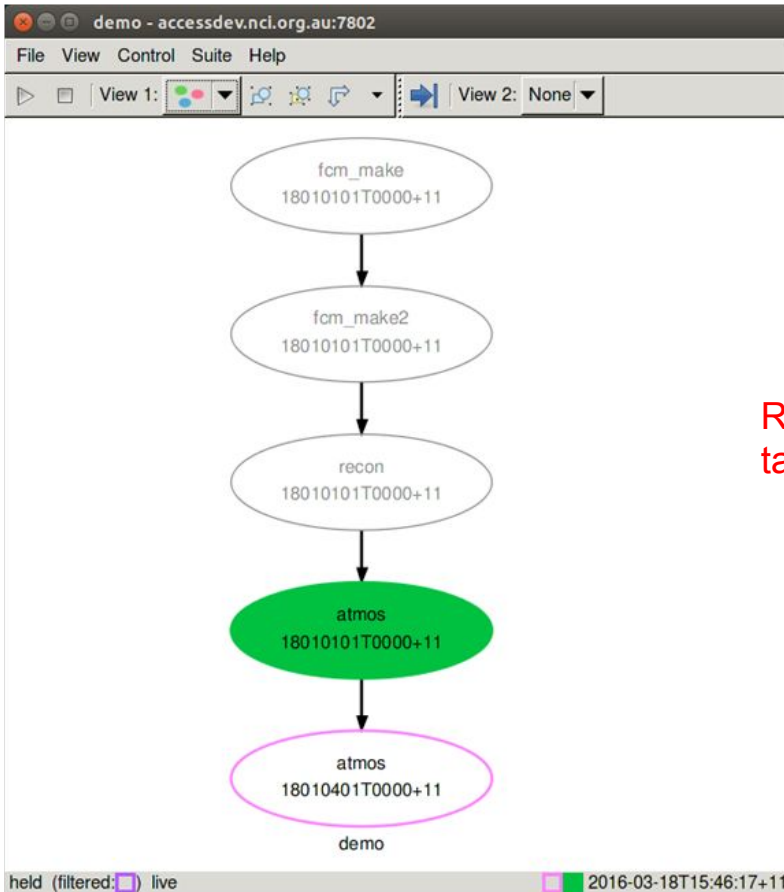 demo - accessdev.nci.org.au:7802
File View Control Suite Help
View 1: View 2: None
fcm_make
18010101T0000+11
fcm_make2
18010101T0000+11
recon
18010101T0000+11
atmos
18010101T0000+11
atmos
18010401T0000+11
demo
R
ta
held (filtered: ) live 2016-03-18T15:46:17+11